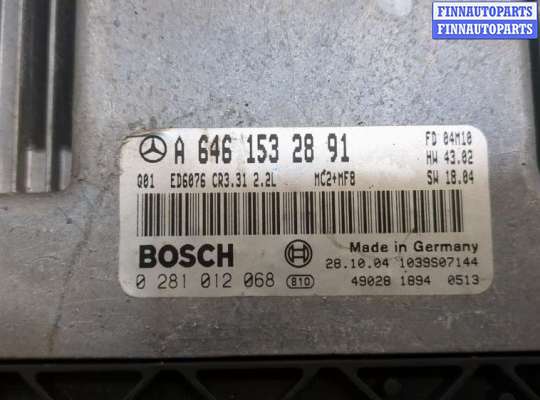 FINNAUTOPARTS
FINNAUTOPARTS
A 646 153 28 91
FD 04M10
HW 43.02
Q01 ED6076 CR3.31 2.2L MC2+MF8
SW 18.04
BOSCH
Made in Germany
28.10.04 1039S07144
0 281 012 068 810
49028 1894 0513